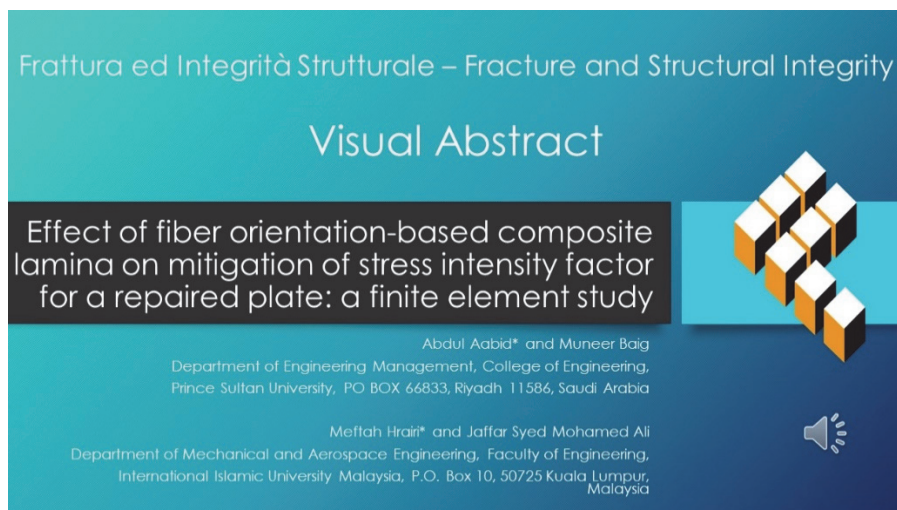 Frattura ed Integrità Strutturale – Fracture and Structural Integrity
Visual Abstract
Effect of fiber orientation-based composite
lamina on mitigation of stress intensity factor
for a repaired plate: a finite element study
Abdul Aabid* and Muneer Baig
Department of Engineering Management, College of Engineering,
Prince Sultan University, PO BOX 66833, Riyadh 11586, Saudi Arabia
Meftah Hrairi* and Jaffar Syed Mohamed Ali
Department of Mechanical and Aerospace Engineering, Faculty of Engineering,
International Islamic University Malaysia, P.O. Box 10, 50725 Kuala Lumpur,
Malaysia